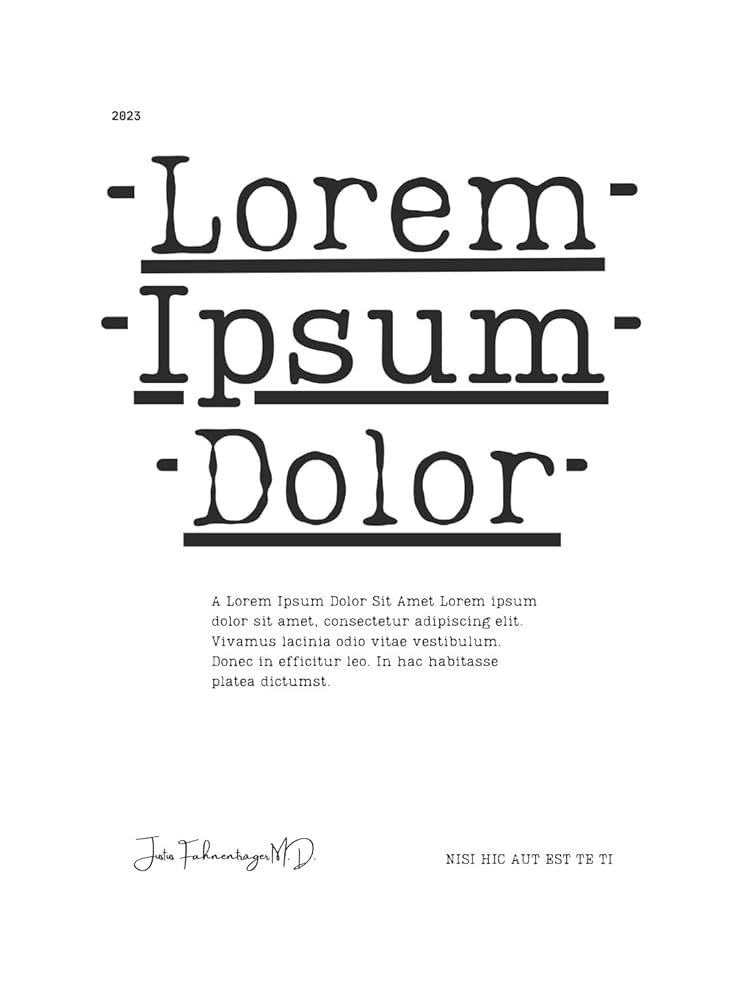 2023
-Lorem-
-Ipsum-
-Dolor-
A Lorem Ipsum Dolor Sit Amet Lorem ipsum
dolor sit amet, consectetur adipiscing elit.
Vivamus lacinia odio vitae vestibulum.
Donec in efficitur leo. In hac habitasse
platea dictumst.
Justus Fahnentrager M.D.
NISI HIC AUT EST TE TI